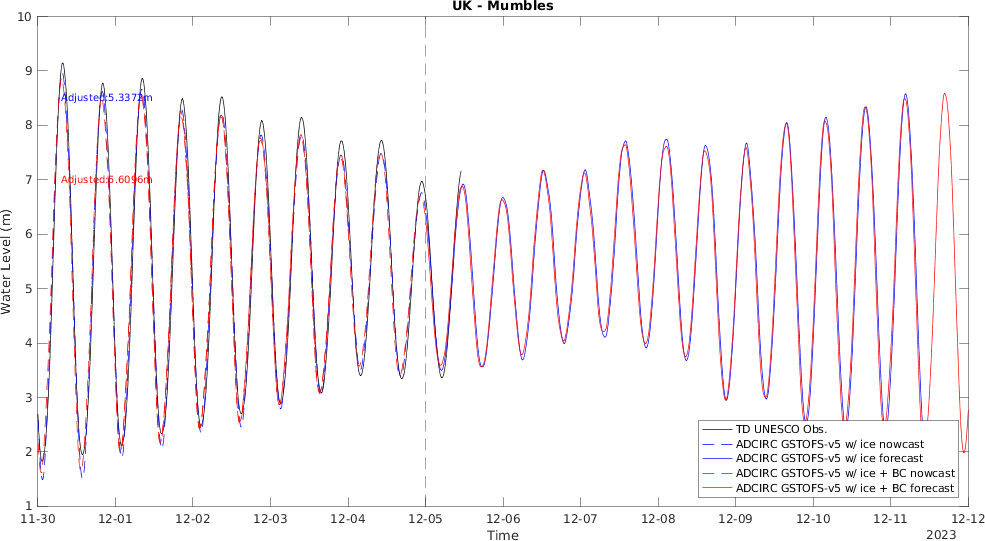 UK - Mumbles
10
9
8
7
6
5
4
3
2
1
Water Level (m)
Adjusted:5.3372m
Adjusted:6.6096m
TD UNESCO Obs.
ADCIRC GSTOFS-v5 w/ ice nowcast
ADCIRC GSTOFS-v5 w/ ice forecast
ADCIRC GSTOFS-v5 w/ ice + BC nowcast
ADCIRC GSTOFS-v5 w/ ice + BC forecast
11-30 12-01 12-02 12-03 12-04 12-05 12-06 12-07 12-08 12-09 12-10 12-11 12-12
Time
2023